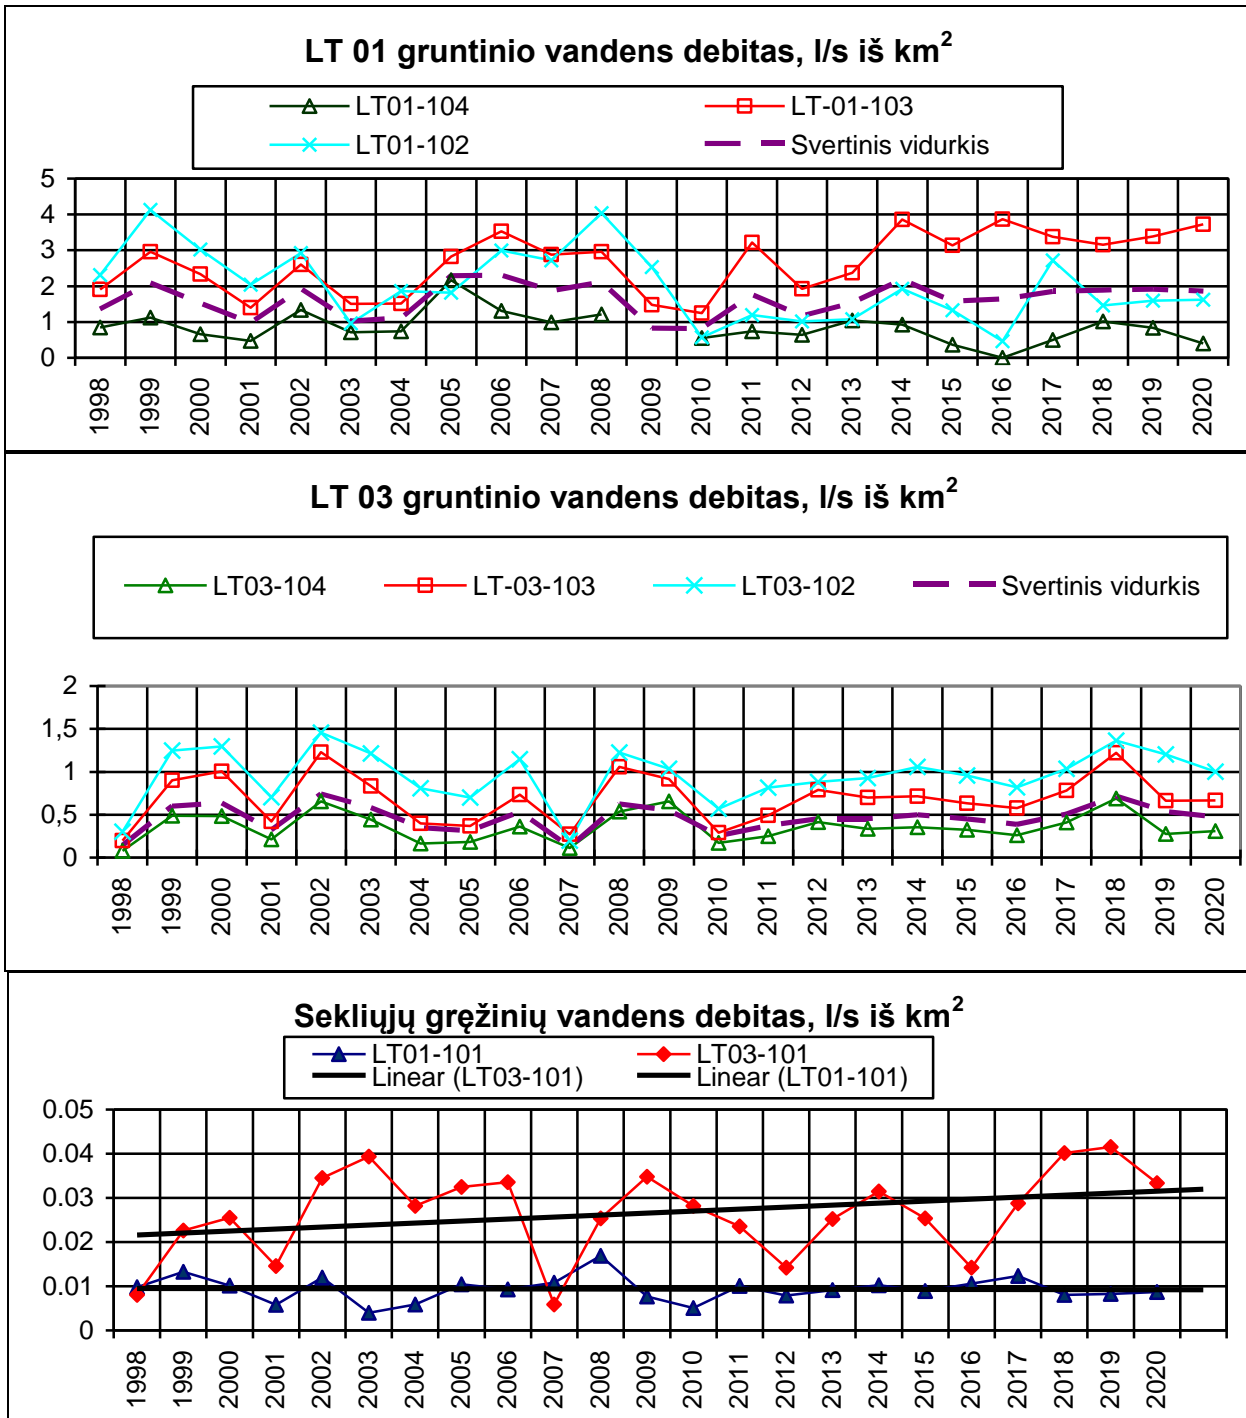 LT 01 gruntinio vandens debitas, l/s iš km²
LT01-104 LT-01-103
LT01-102 Svertinis vidurkis
5
4
3
2
1
0
1998 1999 2000 2001 2002 2003 2004 2005 2006 2007 2008 2009 2010 2011 2012 2013 2014 2015 2016 2017 2018 2019 2020
LT 03 gruntinio vandens debitas, l/s iš km²
LT03-104 LT-03-103 LT03-102 Svertinis vidurkis
2
1,5
1
0,5
0
1998 1999 2000 2001 2002 2003 2004 2005 2006 2007 2008 2009 2010 2011 2012 2013 2014 2015 2016 2017 2018 2019 2020
Sekliųjų gręžinių vandens debitas, l/s iš km²
LT01-101 LT03-101
Linear (LT03-101) Linear (LT01-101)
0.05
0.04
0.03
0.02
0.01
0
1998 1999 2000 2001 2002 2003 2004 2005 2006 2007 2008 2009 2010 2011 2012 2013 2014 2015 2016 2017 2018 2019 2020